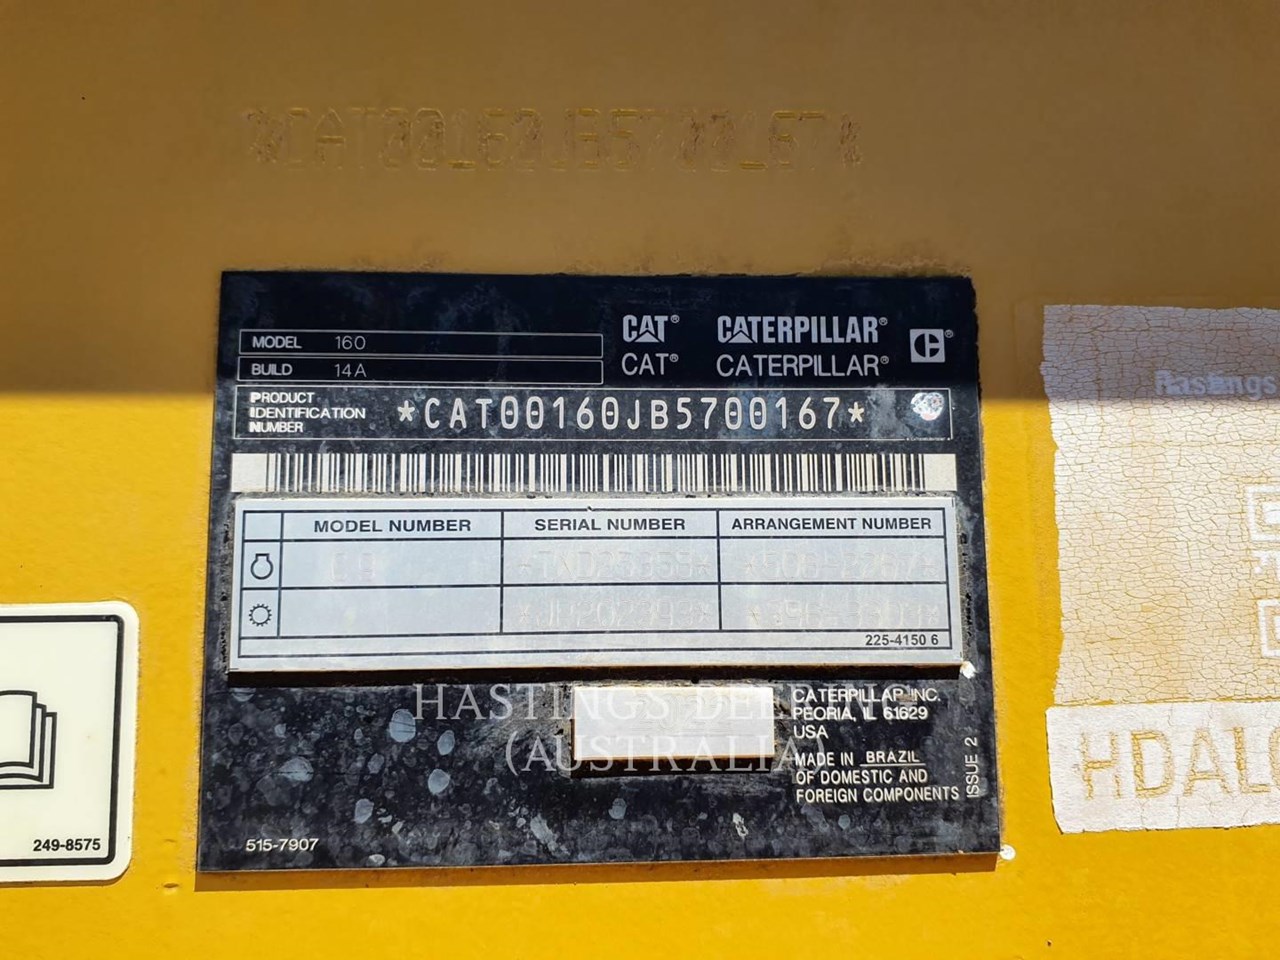 *CAT00160JB5700167*
MODEL 160
BUILD 14A
CAT® CATERPILLAR®
CAT® CATERPILLAR®
PRODUCT IDENTIFICATION NUMBER
*CAT00160JB5700167*
MODEL NUMBER SERIAL NUMBER ARRANGEMENT NUMBER
225-4150 6
CATERPILLAR INC.
PEORIA, IL 61629
USA
MADE IN BRAZIL
OF DOMESTIC AND
FOREIGN COMPONENTS
ISSUE 2
515-7907
249-8575
HASTINGS DEERING
(AUSTRALIA)
Hastings